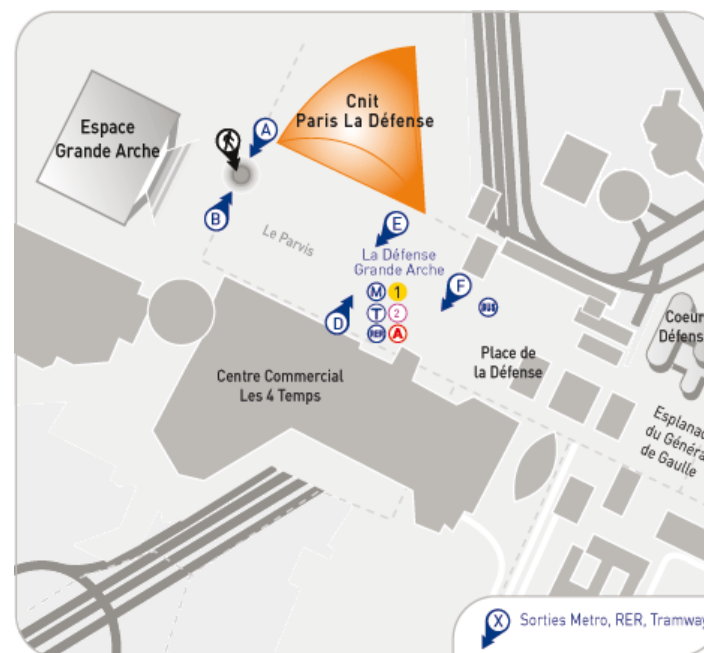 Cnit
Paris La Défense
Espace
Grande Arche
A
B
Le Parvis
E
La Défense
Grande Arche
M 1
T 2
RER A
D
F
BUS
Coeur
Défens
Place de
la Défense
Centre Commercial
Les 4 Temps
Esplanad
du Généra
de Gaulle
X Sorties Metro, RER, Tramway